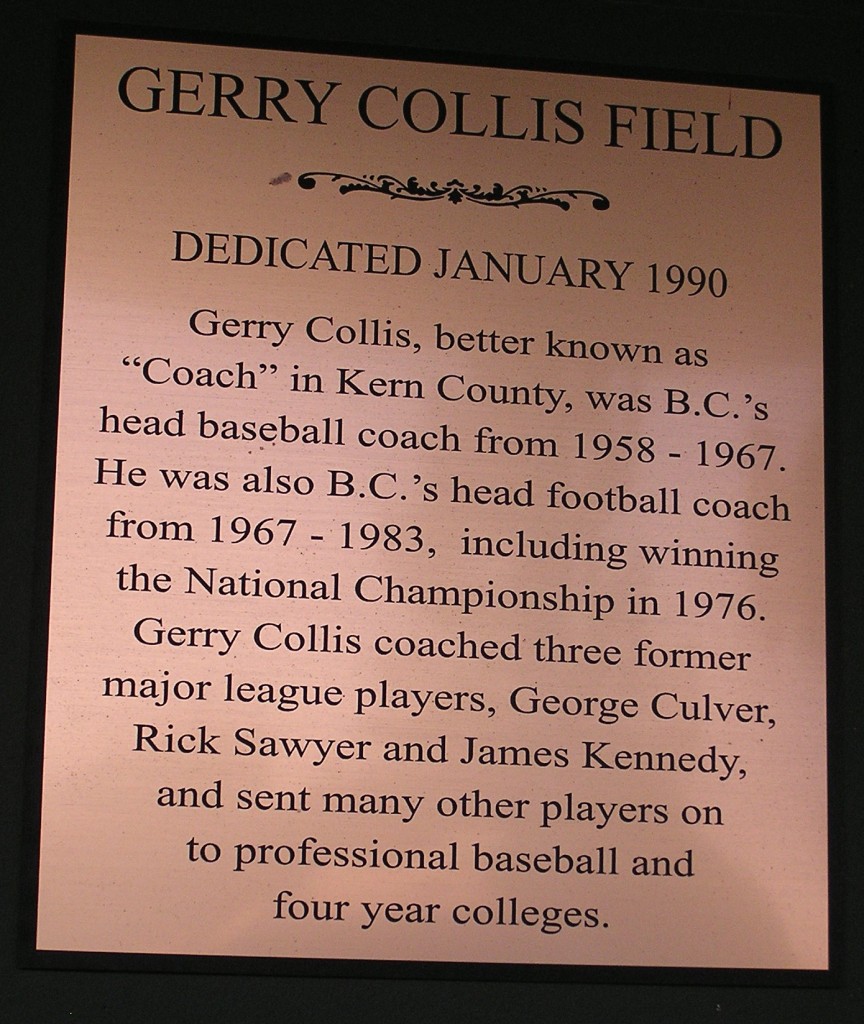 GERRY COLLIS FIELD
DEDICATED JANUARY 1990
Gerry Collis, better known as
“Coach” in Kern County, was B.C.’s
head baseball coach from 1958 - 1967.
He was also B.C.’s head football coach
from 1967 - 1983, including winning
the National Championship in 1976.
Gerry Collis coached three former
major league players, George Culver,
Rick Sawyer and James Kennedy,
and sent many other players on
to professional baseball and
four year colleges.